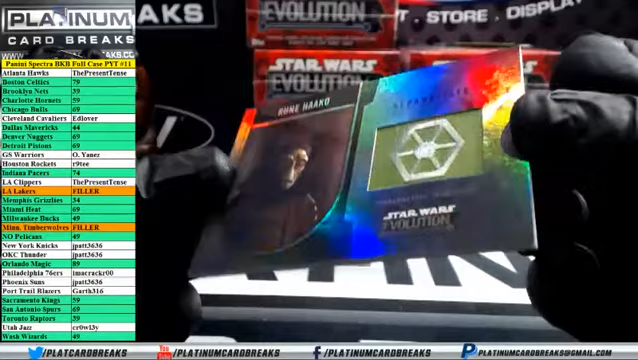 PLATINUM
CARD BREAKS
Panini Spectra BKB Full Case PYT #11
Atlanta Hawks ThePresentTense
Boston Celtics 79
Brooklyn Nets 39
Charlotte Hornets 59
Chicago Bulls 69
Cleveland Cavaliers Edlover
Dallas Mavericks 44
Denver Nuggets 69
Detroit Pistons 69
GS Warriors O. Yanez
Houston Rockets r9tee
Indiana Pacers 74
LA Clippers ThePresentTense
LA Lakers FILLER
Memphis Grizzlies 34
Miami Heat 69
Milwaukee Bucks 49
Minn. Timberwolves FILLER
NO Pelicans 49
New York Knicks jpatt3636
OKC Thunder jpatt3636
Orlando Magic 89
Philadelphia 76ers imacrackr00
Phoenix Suns jpatt3636
Port Trail Blazers Garth316
Sacramento Kings 59
San Antonio Spurs 69
Toronto Raptors 39
Utah Jazz cr0w13y
Wash Wizards 49
EVOLUTION
STORE . DISPLAY
STAR WARS
EVOLUTION
STAR WARS
RUNE HAAKO
STAR WARS
EVOLUTION
/PLATCARDBREAKS
You Tube /PLATINUMCARDBREAKS
/PLATINUMCARDBREAKS
PLATINUMCARDBREAKS@GMAIL.COM